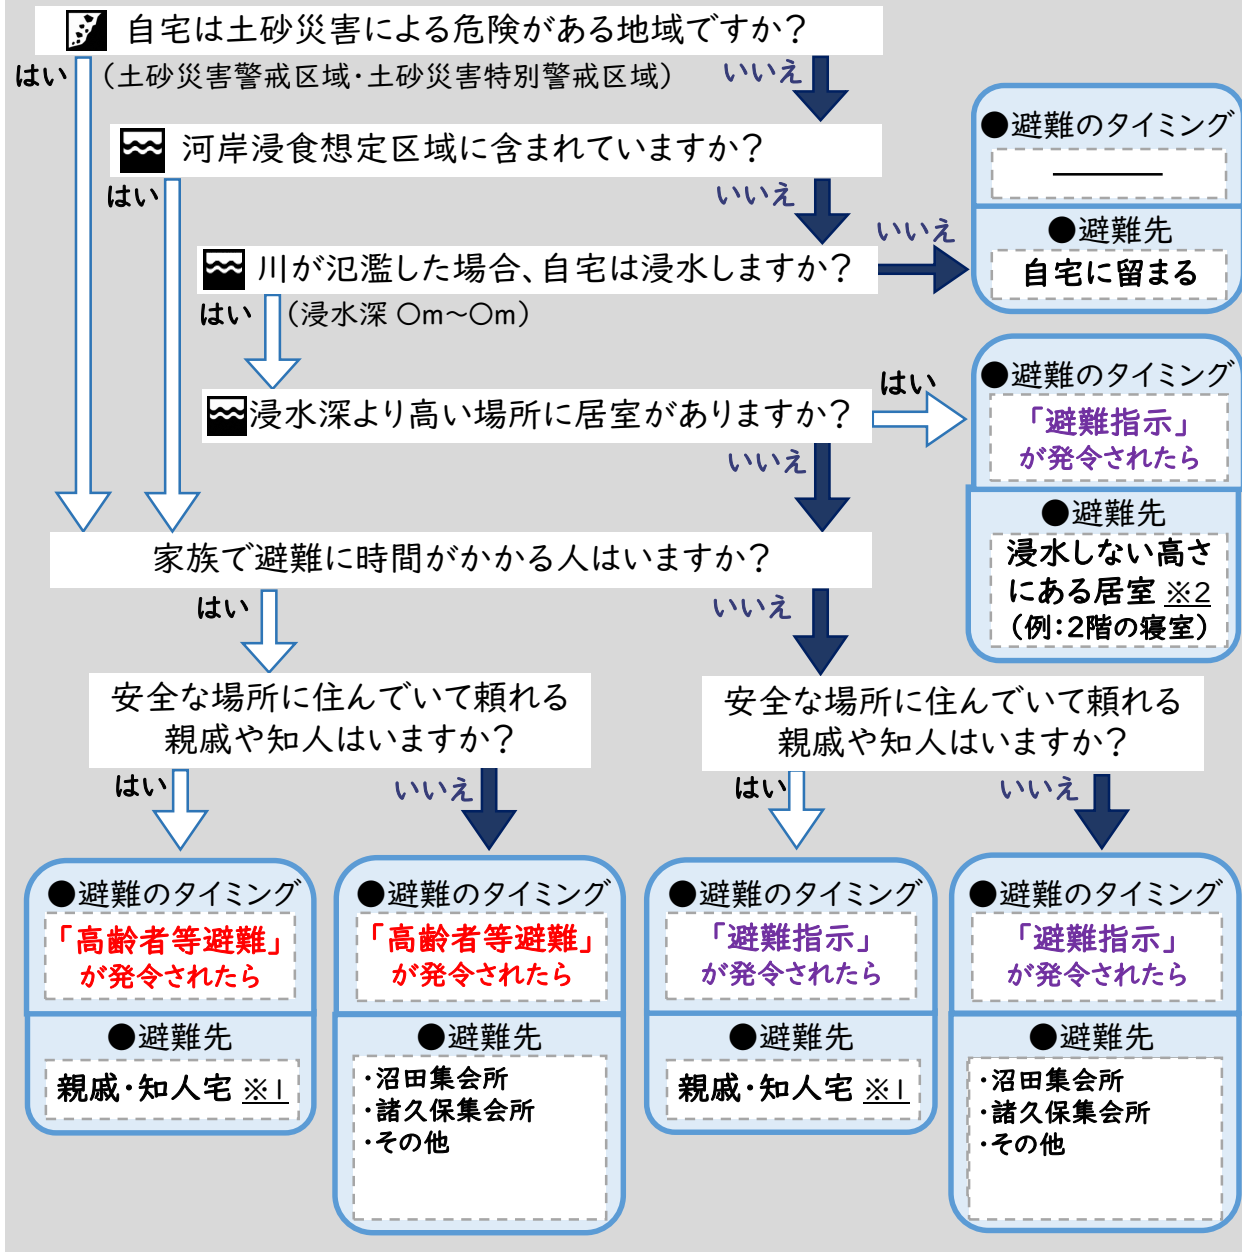 自宅は土砂災害による危険がある地域ですか？
はい
（土砂災害警戒区域・土砂災害特別警戒区域）
いいえ
河岸浸食想定区域に含まれていますか？
はい
いいえ
川が氾濫した場合、自宅は浸水しますか？
いいえ
はい
（浸水深 〇m～〇m）
●避難のタイミング
―――――
●避難先
自宅に留まる
浸水深より高い場所に居室がありますか？
はい
いいえ
●避難のタイミング
「避難指示」
が発令されたら
●避難先
浸水しない高さ
にある居室 ※2
（例：2階の寝室）
家族で避難に時間がかかる人はいますか？
はい
いいえ
安全な場所に住んでいて頼れる
親戚や知人はいますか？
はい
いいえ
安全な場所に住んでいて頼れる
親戚や知人はいますか？
はい
いいえ
●避難のタイミング
「高齢者等避難」
が発令されたら
●避難先
親戚・知人宅 ※1
●避難のタイミング
「高齢者等避難」
が発令されたら
●避難先
・沼田集会所
・諸久保集会所
・その他
●避難のタイミング
「避難指示」
が発令されたら
●避難先
親戚・知人宅 ※1
●避難のタイミング
「避難指示」
が発令されたら
●避難先
・沼田集会所
・諸久保集会所
・その他